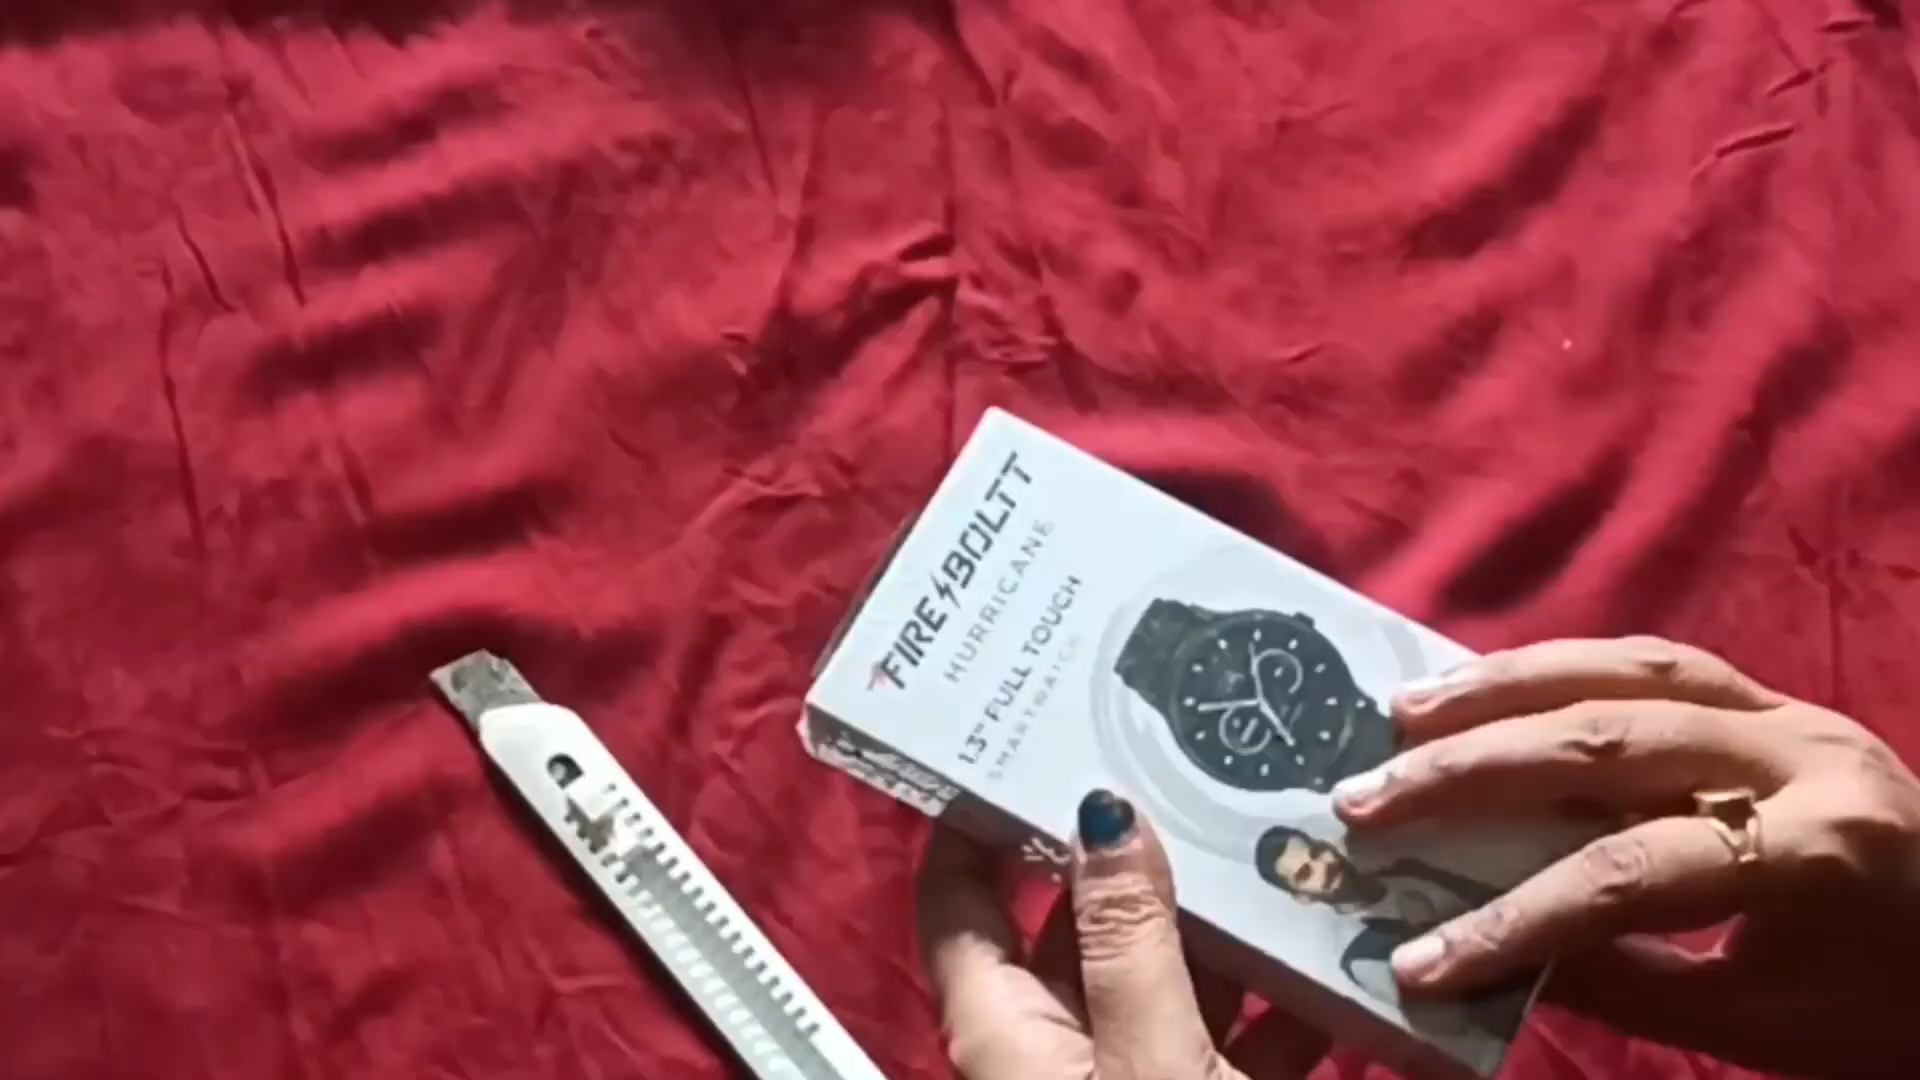 FIRE BOLTT
HURRICANE
1.3" FULL TOUCH
SMARTWATCH